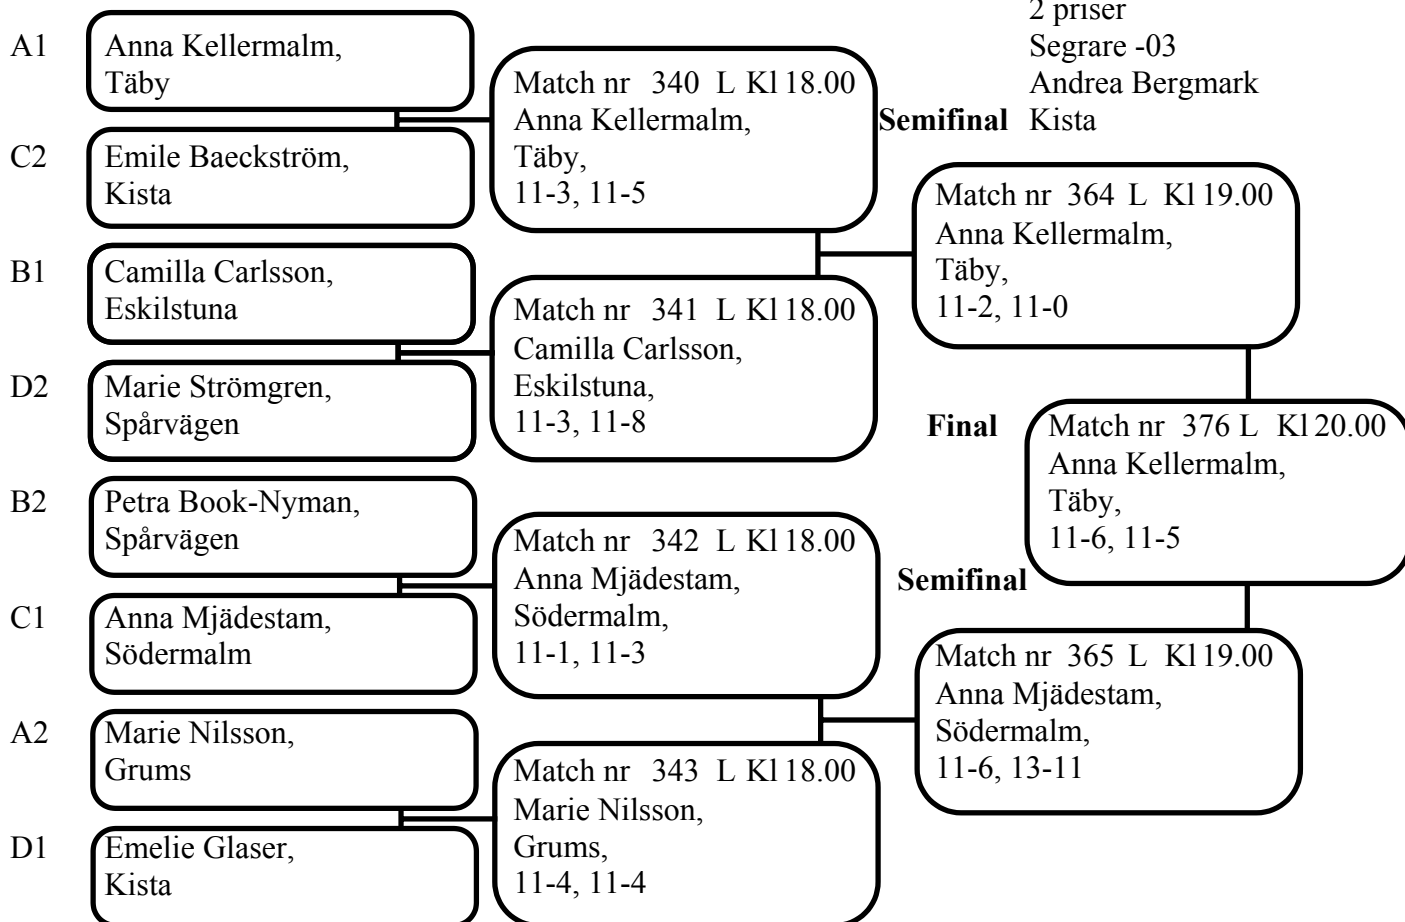 2 priser
Segrare -03
Andrea Bergmark
Kista
A1
Anna Kellermalm,
Täby
C2
Emile Baeckström,
Kista
B1
Camilla Carlsson,
Eskilstuna
D2
Marie Strömgren,
Spårvägen
B2
Petra Book-Nyman,
Spårvägen
C1
Anna Mjädestam,
Södermalm
A2
Marie Nilsson,
Grums
D1
Emelie Glaser,
Kista
Match nr 340 L Kl 18.00
Anna Kellermalm,
Täby,
11-3, 11-5
Match nr 341 L Kl 18.00
Camilla Carlsson,
Eskilstuna,
11-3, 11-8
Match nr 342 L Kl 18.00
Anna Mjädestam,
Södermalm,
11-1, 11-3
Match nr 343 L Kl 18.00
Marie Nilsson,
Grums,
11-4, 11-4
Semifinal
Match nr 364 L Kl 19.00
Anna Kellermalm,
Täby,
11-2, 11-0
Final
Match nr 376 L Kl 20.00
Anna Kellermalm,
Täby,
11-6, 11-5
Semifinal
Match nr 365 L Kl 19.00
Anna Mjädestam,
Södermalm,
11-6, 13-11